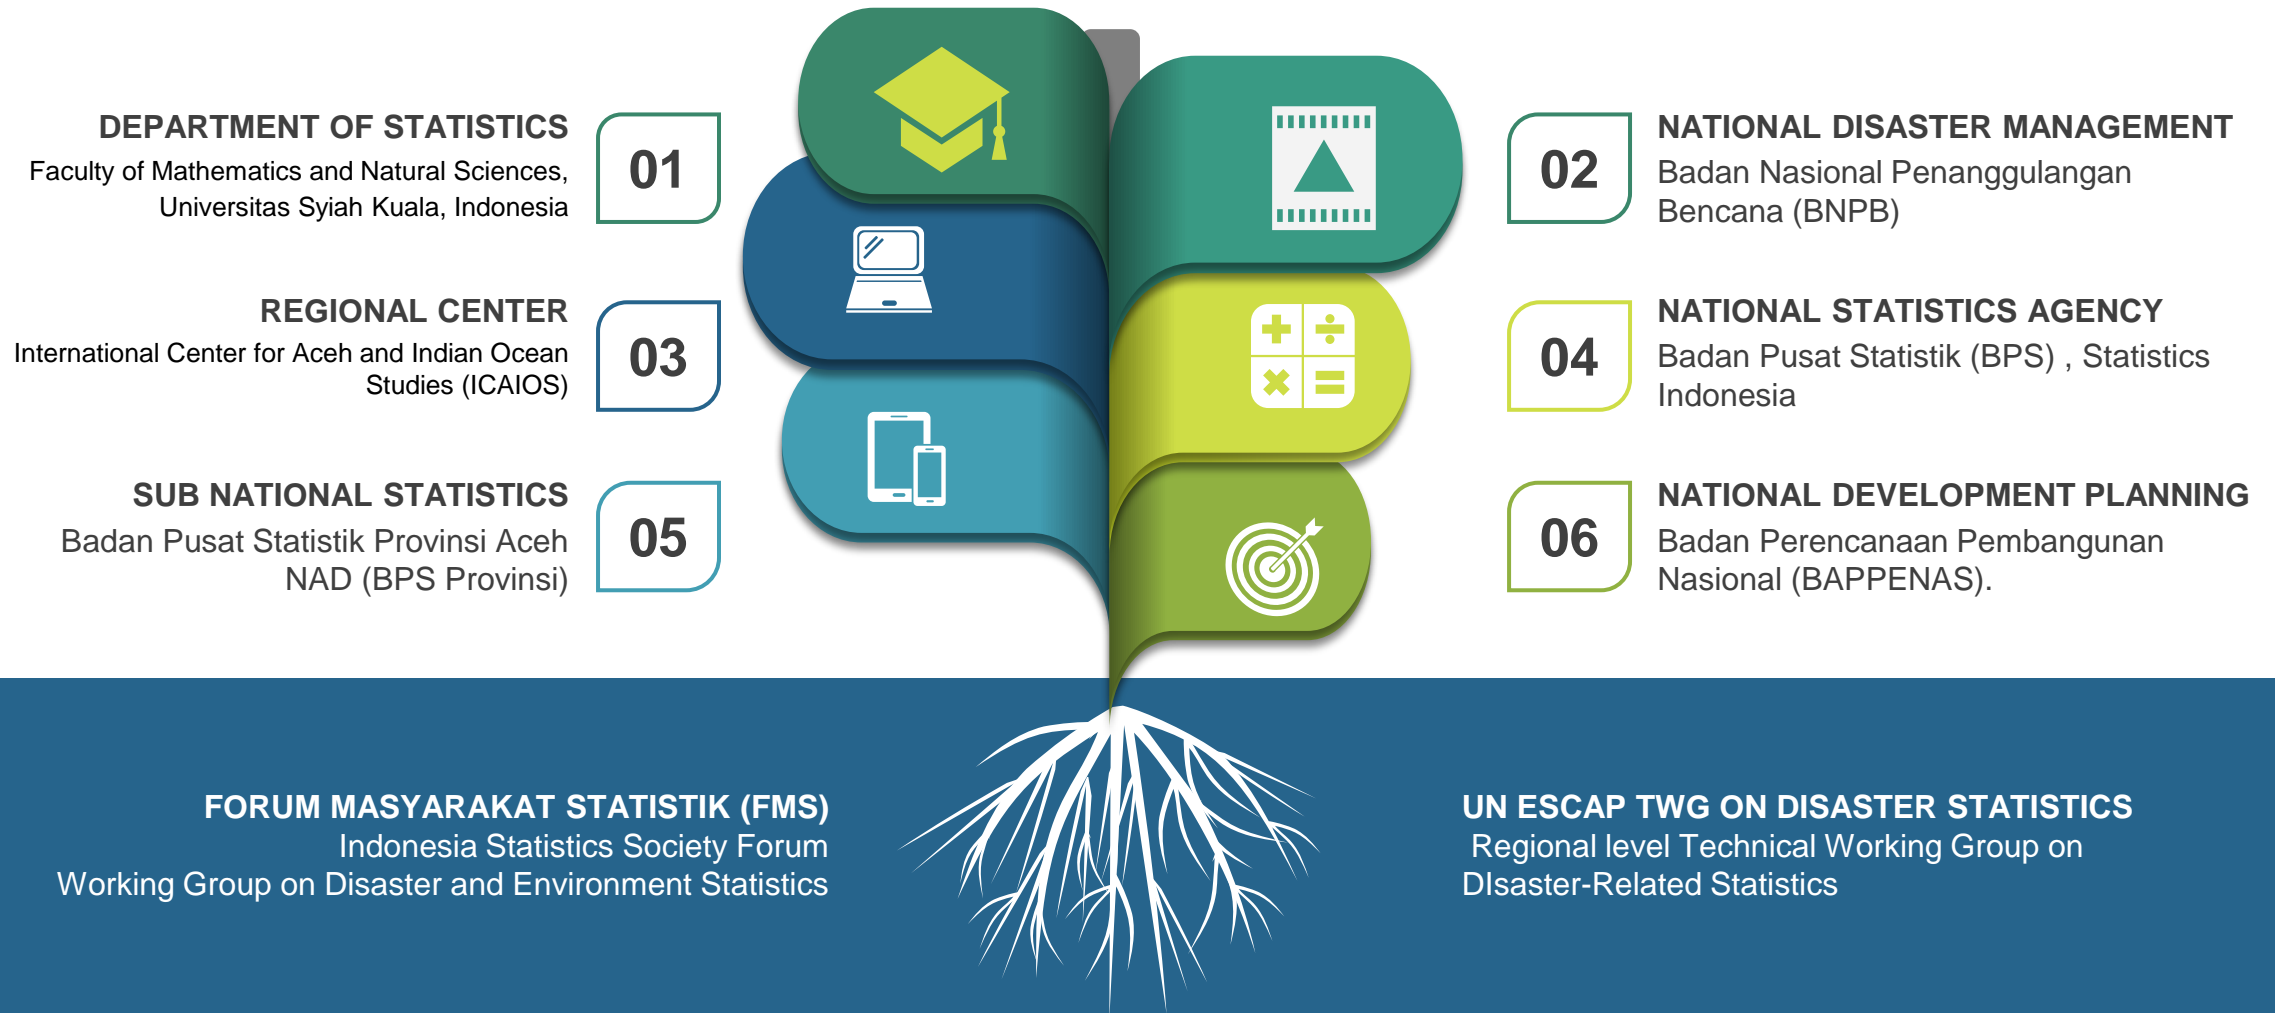 DEPARTMENT OF STATISTICS
Faculty of Mathematics and Natural Sciences,
Universitas Syiah Kuala, Indonesia
01
02
NATIONAL DISASTER MANAGEMENT
Badan Nasional Penanggulangan
Bencana (BNPB)
REGIONAL CENTER
International Center for Aceh and Indian Ocean
Studies (ICAIOS)
03
04
NATIONAL STATISTICS AGENCY
Badan Pusat Statistik (BPS) , Statistics
Indonesia
SUB NATIONAL STATISTICS
Badan Pusat Statistik Provinsi Aceh
NAD (BPS Provinsi)
05
06
NATIONAL DEVELOPMENT PLANNING
Badan Perencanaan Pembangunan
Nasional (BAPPENAS).
FORUM MASYARAKAT STATISTIK (FMS)
Indonesia Statistics Society Forum
Working Group on Disaster and Environment Statistics
UN ESCAP TWG ON DISASTER STATISTICS
Regional level Technical Working Group on
DIsaster-Related Statistics